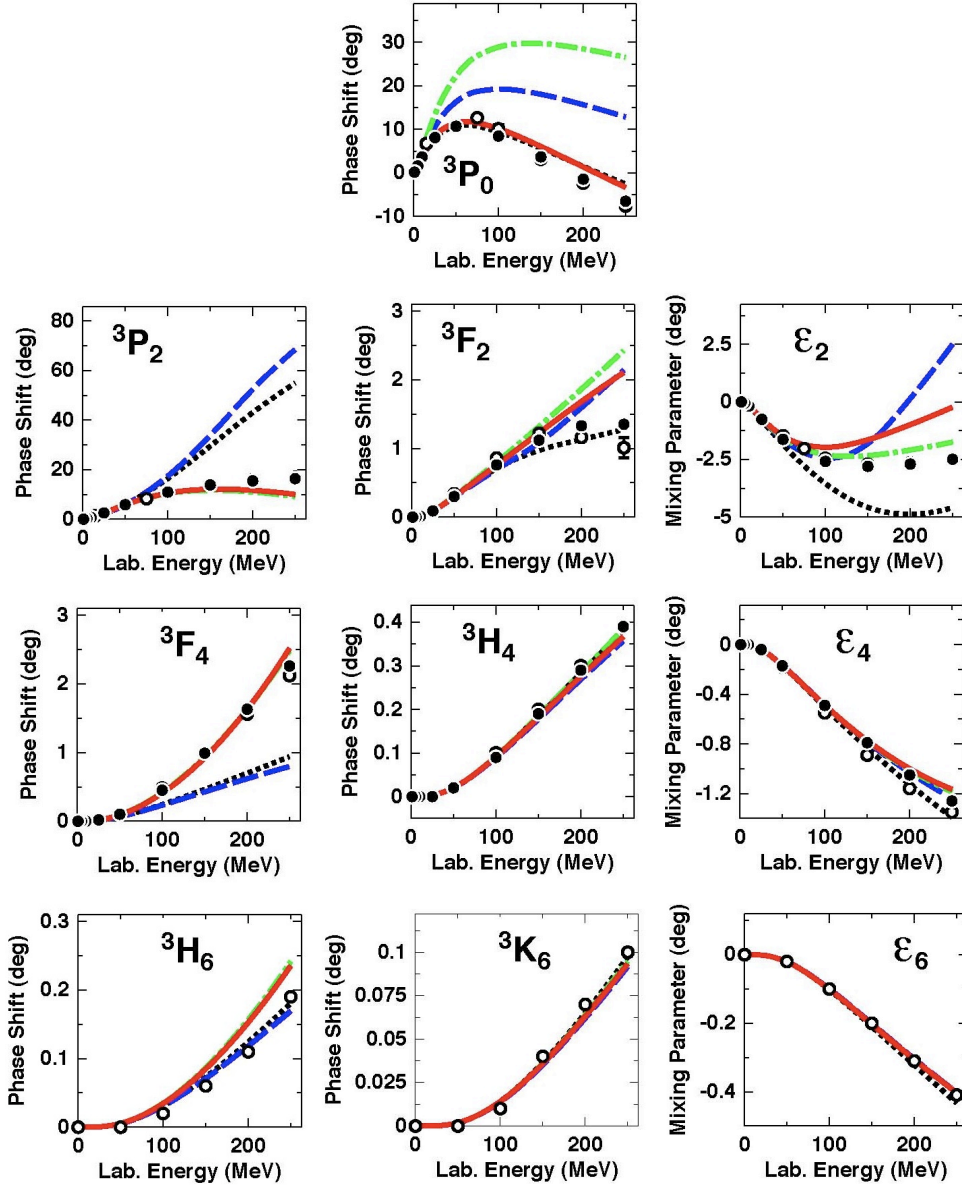 Phase Shift (deg)
30
20
10
0
-10
³P₀
0 100 200
Lab. Energy (MeV)
Phase Shift (deg)
80
60
40
20
0
³P₂
0 100 200
Lab. Energy (MeV)
Phase Shift (deg)
3
2
1
0
³F₂
0 100 200
Lab. Energy (MeV)
Mixing Parameter (deg)
2.5
0
-2.5
-5
ε₂
0 100 200
Lab. Energy (MeV)
Phase Shift (deg)
3
2
1
0
³F₄
0 100 200
Lab. Energy (MeV)
Phase Shift (deg)
0.4
0.3
0.2
0.1
0
³H₄
0 100 200
Lab. Energy (MeV)
Mixing Parameter (deg)
0
-0.4
-0.8
-1.2
ε₄
0 100 200
Lab. Energy (MeV)
Phase Shift (deg)
0.3
0.2
0.1
0
³H₆
0 100 200
Lab. Energy (MeV)
Phase Shift (deg)
0.1
0.075
0.05
0.025
0
³K₆
0 100 200
Lab. Energy (MeV)
Mixing Parameter (deg)
0
-0.2
-0.4
ε₆
0 100 200
Lab. Energy (MeV)